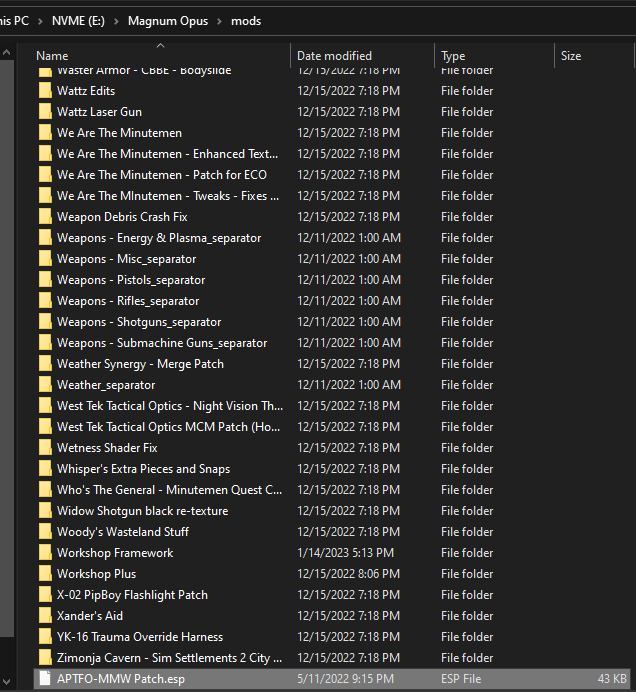 his PC > NVME (E:) > Magnum Opus > mods
Name Date modified Type Size
Waster Armor - CBBE - Bodyslide 12/15/2022 7:18 PM File folder
Wattz Edits 12/15/2022 7:18 PM File folder
Wattz Laser Gun 12/15/2022 7:18 PM File folder
We Are The Minutemen 12/15/2022 7:18 PM File folder
We Are The Minutemen - Enhanced Text... 12/15/2022 7:18 PM File folder
We Are The Minutemen - Patch for ECO 12/15/2022 7:18 PM File folder
We Are The MInutemen - Tweaks - Fixes ... 12/15/2022 7:18 PM File folder
Weapon Debris Crash Fix 12/15/2022 7:18 PM File folder
Weapons - Energy & Plasma_separator 12/11/2022 1:00 AM File folder
Weapons - Misc_separator 12/11/2022 1:00 AM File folder
Weapons - Pistols_separator 12/11/2022 1:00 AM File folder
Weapons - Rifles_separator 12/11/2022 1:00 AM File folder
Weapons - Shotguns_separator 12/11/2022 1:00 AM File folder
Weapons - Submachine Guns_separator 12/11/2022 1:00 AM File folder
Weather Synergy - Merge Patch 12/15/2022 7:18 PM File folder
Weather_separator 12/11/2022 1:00 AM File folder
West Tek Tactical Optics - Night Vision Th... 12/15/2022 7:18 PM File folder
West Tek Tactical Optics MCM Patch (Ho... 12/15/2022 7:18 PM File folder
Wetness Shader Fix 12/15/2022 7:18 PM File folder
Whisper's Extra Pieces and Snaps 12/15/2022 7:18 PM File folder
Who's The General - Minutemen Quest C... 12/15/2022 7:18 PM File folder
Widow Shotgun black re-texture 12/15/2022 7:18 PM File folder
Woody's Wasteland Stuff 12/15/2022 7:18 PM File folder
Workshop Framework 1/14/2023 5:13 PM File folder
Workshop Plus 12/15/2022 8:06 PM File folder
X-02 PipBoy Flashlight Patch 12/15/2022 7:18 PM File folder
Xander's Aid 12/15/2022 7:18 PM File folder
YK-16 Trauma Override Harness 12/15/2022 7:18 PM File folder
Zimonja Cavern - Sim Settlements 2 City ... 12/15/2022 7:18 PM File folder
APTFO-MMW Patch.esp 5/11/2022 9:15 PM ESP File 43 KB